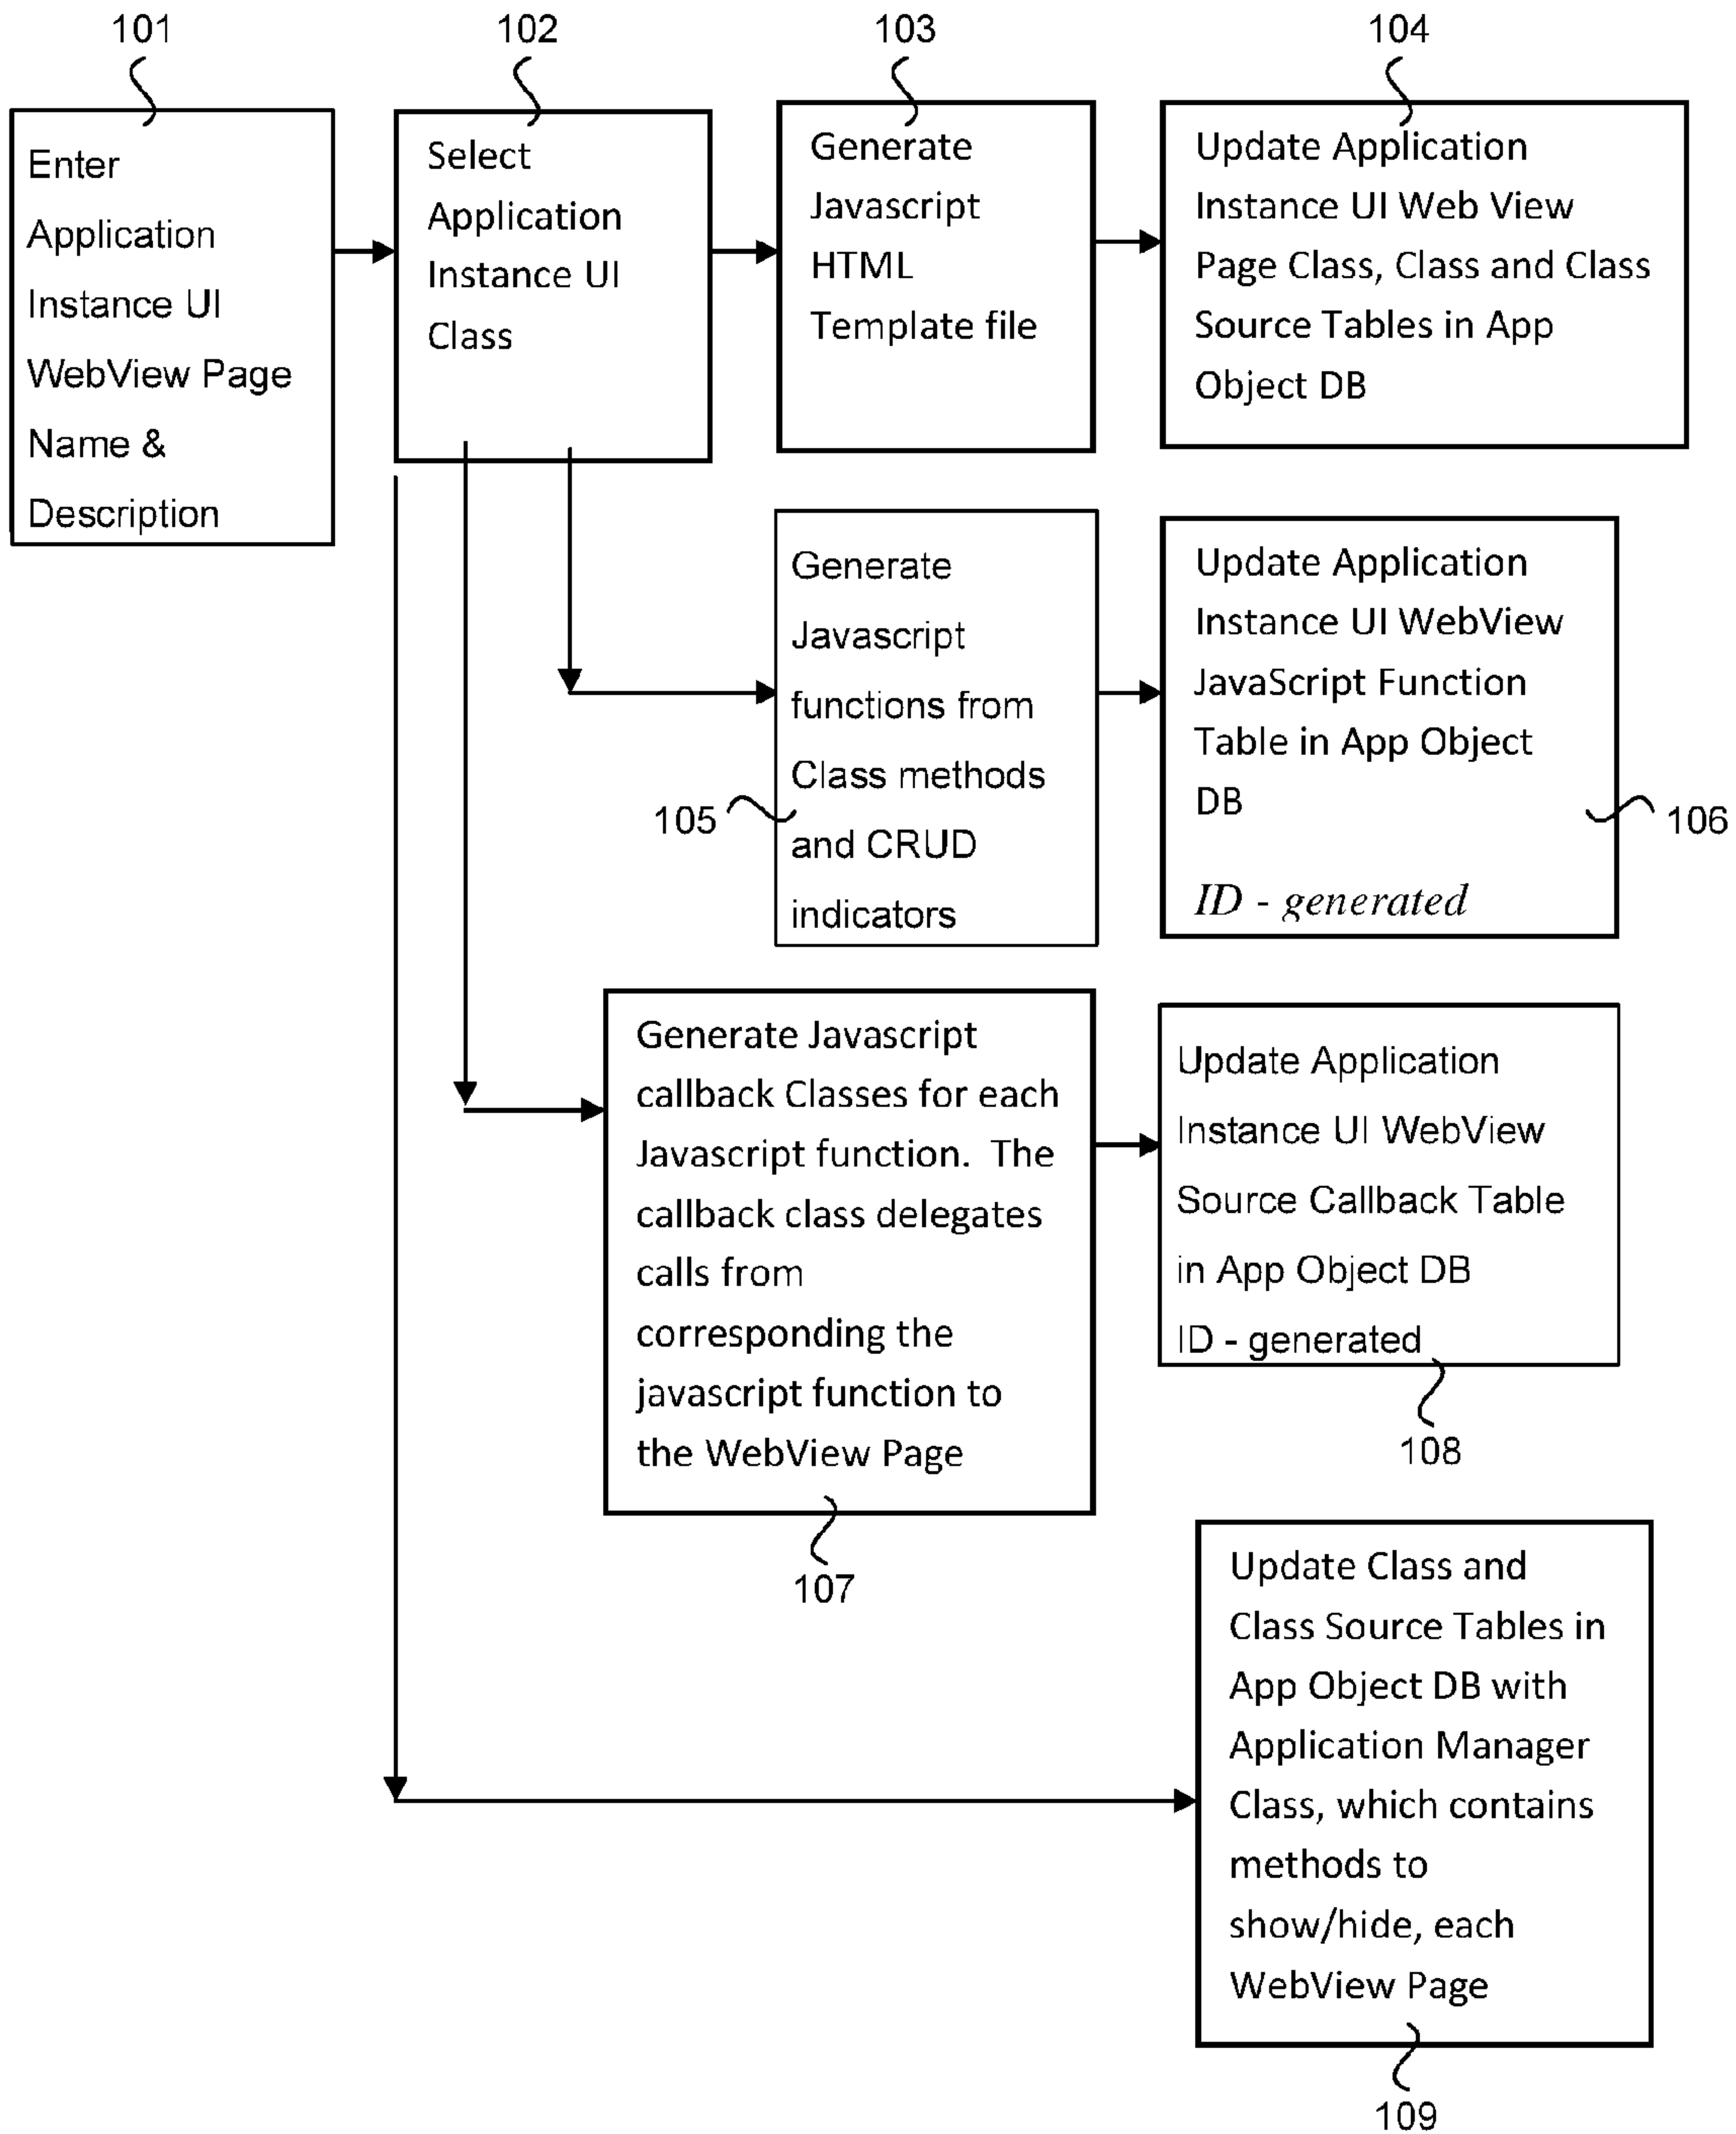 101
102
103
104
Enter
Application
Instance UI
WebView Page
Name &
Description
Select
Application
Instance UI
Class
Generate
Javascript
HTML
Template file
Update Application
Instance UI Web View
Page Class, Class and Class
Source Tables in App
Object DB
Generate
Javascript
functions from
Class methods
and CRUD
indicators
105
Update Application
Instance UI WebView
JavaScript Function
Table in App Object
DB
ID - generated
106
Generate Javascript
callback Classes for each
Javascript function. The
callback class delegates
calls from
corresponding the
javascript function to
the WebView Page
107
Update Application
Instance UI WebView
Source Callback Table
in App Object DB
ID - generated
108
Update Class and
Class Source Tables in
App Object DB with
Application Manager
Class, which contains
methods to
show/hide, each
WebView Page
109